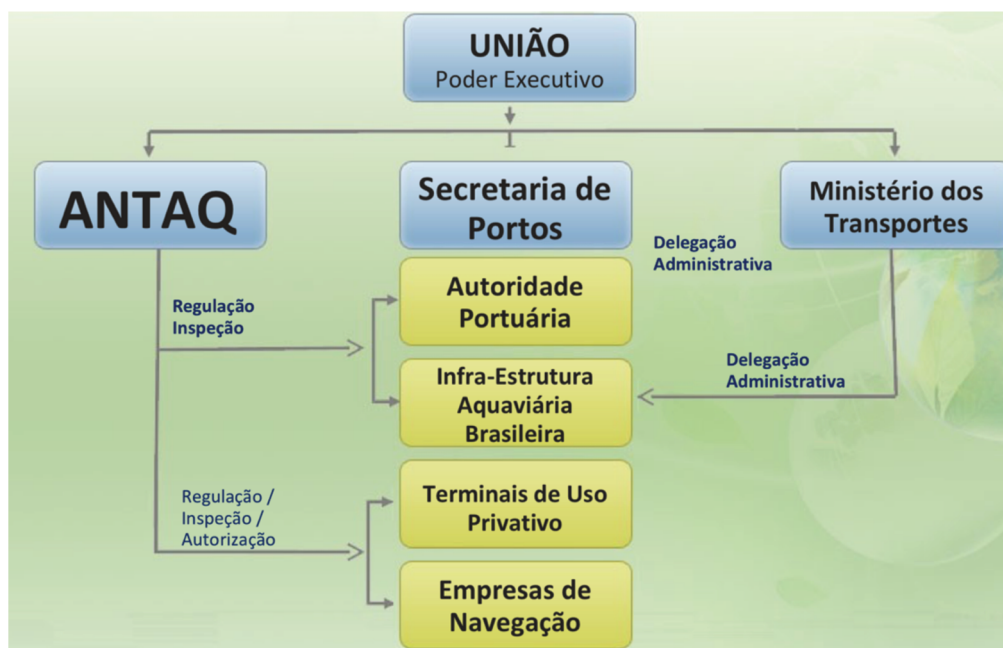 UNIÃO
Poder Executivo
ANTAQ
Secretaria de
Portos
Ministério dos
Transportes
Delegação
Administrativa
Autoridade
Portuária
Regulação
Inspeção
Infra-Estrutura
Aquaviária
Brasileira
Delegação
Administrativa
Regulação /
Inspeção /
Autorização
Terminais de Uso
Privativo
Empresas de
Navegação